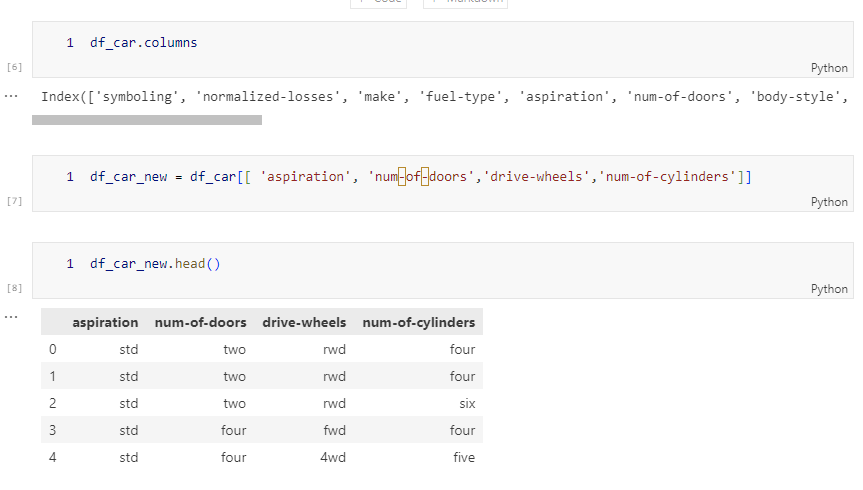 Code Markdown
1 df_car.columns
[6]
Python
... Index(['symboling', 'normalized-losses', 'make', 'fuel-type', 'aspiration', 'num-of-doors', 'body-style',
1 df_car_new = df_car[[ 'aspiration', 'num-of-doors','drive-wheels','num-of-cylinders']]
[7]
Python
1 df_car_new.head()
[8]
Python
...
aspiration num-of-doors drive-wheels num-of-cylinders
0 std two rwd four
1 std two rwd four
2 std two rwd six
3 std four fwd four
4 std four 4wd five